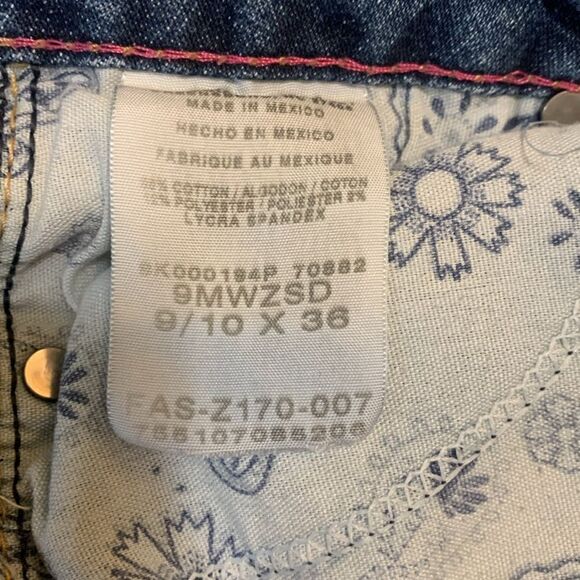 MADE IN MEXICO
HECHO EN MEXICO
FABRIQUE AU MEXIQUE
COTTON / ALGODON / COTON
POLYESTER / POLIESTER 2%
LYCRA SPANDEX
70882
9MWZSD
9/10 X 36
FAS-Z170-007